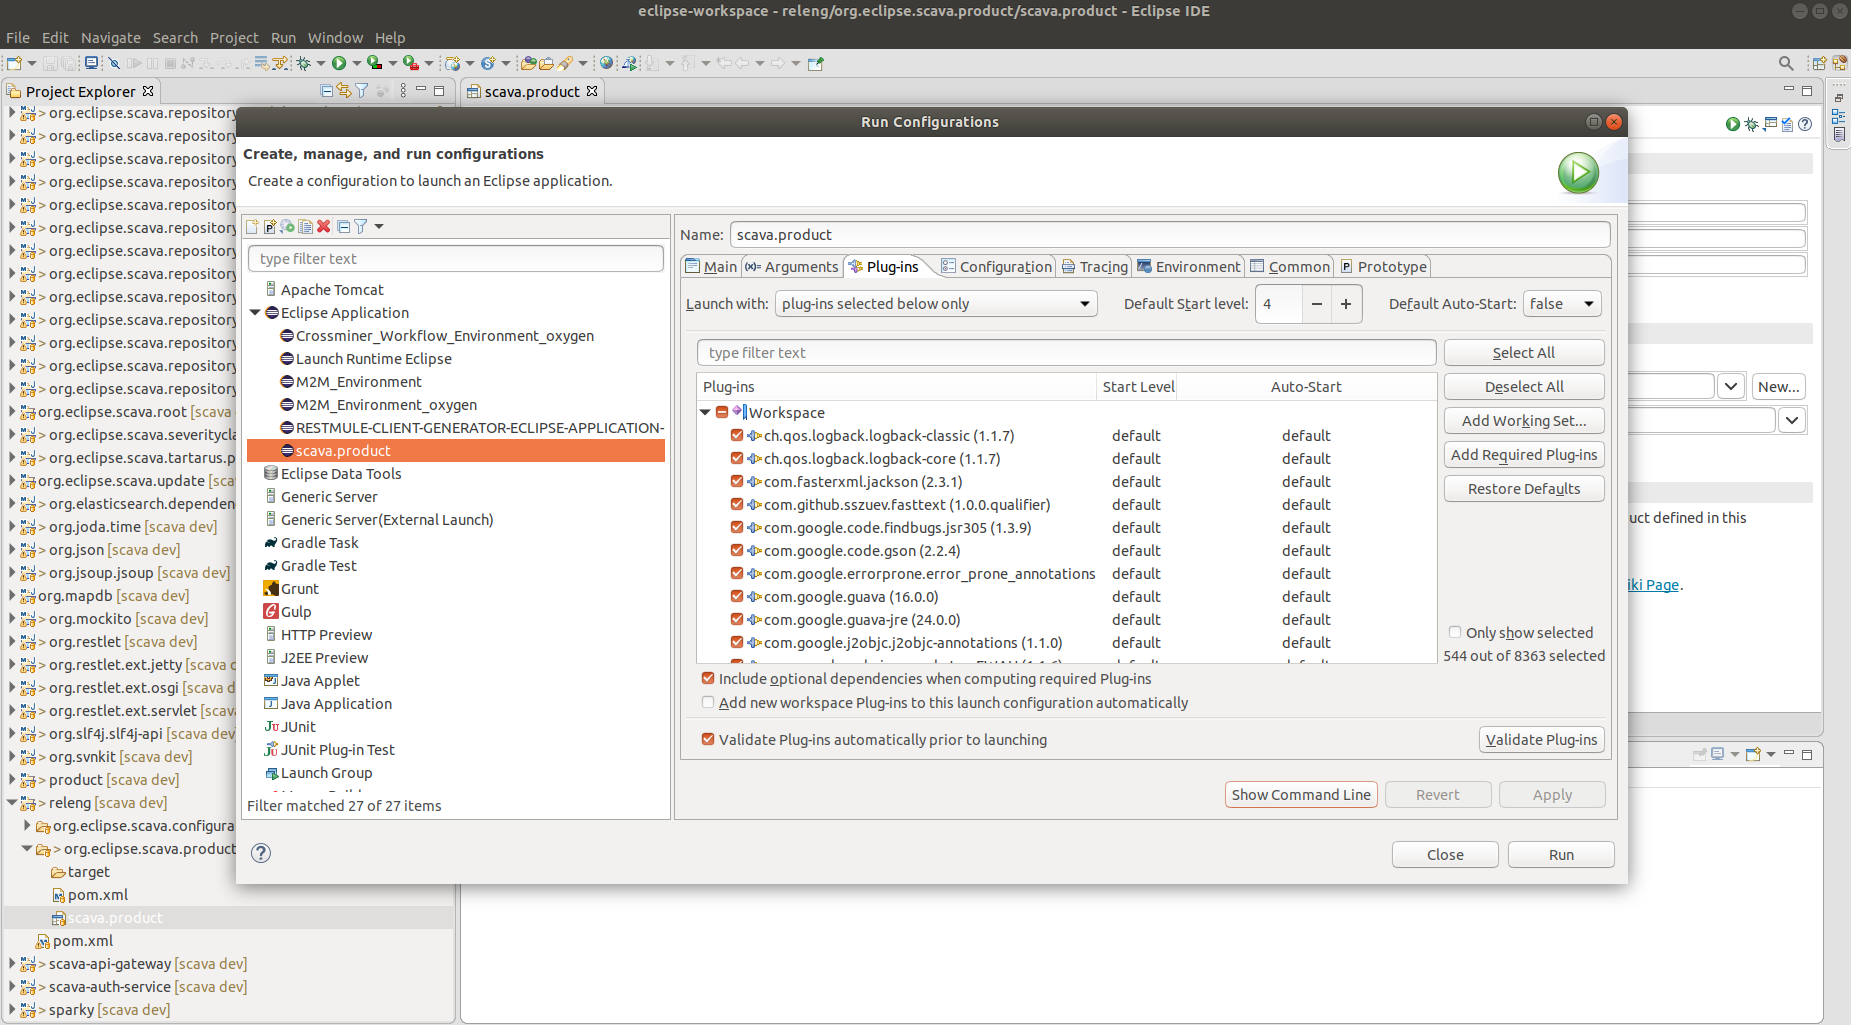 eclipse-workspace - releng/org.eclipse.scava.product/scava.product - Eclipse IDE
File Edit Navigate Search Project Run Window Help
Project Explorer
scava.product
> org.eclipse.scava.repository
> org.eclipse.scava.repository
> org.eclipse.scava.repository
> org.eclipse.scava.repository
> org.eclipse.scava.repository
> org.eclipse.scava.repository
> org.eclipse.scava.repository
> org.eclipse.scava.repository
> org.eclipse.scava.repository
> org.eclipse.scava.repository
> org.eclipse.scava.repository
> org.eclipse.scava.repository
> org.eclipse.scava.repository
org.eclipse.scava.root [scava
> org.eclipse.scava.severitycla
> org.eclipse.scava.tartarus.p
org.eclipse.scava.update [sca
> org.elasticsearch.dependen
> org.joda.time [scava dev]
> org.json [scava dev]
> org.jsoup.jsoup [scava dev]
org.mapdb [scava dev]
> org.mockito [scava dev]
> org.restlet [scava dev]
> org.restlet.ext.jetty [scava d
> org.restlet.ext.osgi [scava de
> org.restlet.ext.servlet [scava
> org.slf4j.slf4j-api [scava dev]
> org.svnkit [scava dev]
> product [scava dev]
> releng [scava dev]
> org.eclipse.scava.configura
> org.eclipse.scava.product
target
pom.xml
scava.product
pom.xml
> scava-api-gateway [scava dev]
> scava-auth-service [scava dev]
> sparky [scava dev]
Run Configurations
Create, manage, and run configurations
Create a configuration to launch an Eclipse application.
type filter text
Apache Tomcat
Eclipse Application
Crossminer_Workflow_Environment_oxygen
Launch Runtime Eclipse
M2M_Environment
M2M_Environment_oxygen
RESTMULE-CLIENT-GENERATOR-ECLIPSE-APPLICATION-
scava.product
Eclipse Data Tools
Generic Server
Generic Server(External Launch)
Gradle Task
Gradle Test
Grunt
Gulp
HTTP Preview
J2EE Preview
Java Applet
Java Application
JUnit
JUnit Plug-in Test
Launch Group
Filter matched 27 of 27 items
Name: scava.product
Main Arguments Plug-ins Configuration Tracing Environment Common Prototype
Launch with: plug-ins selected below only Default Start level: 4 Default Auto-Start: false
type filter text Select All
Plug-ins Start Level Auto-Start Deselect All
Workspace
Add Working Set...
ch.qos.logback.logback-classic (1.1.7) default default
ch.qos.logback.logback-core (1.1.7) default default Add Required Plug-ins
com.fasterxml.jackson (2.3.1) default default Restore Defaults
com.github.sszuev.fasttext (1.0.0.qualifier) default default
com.google.code.findbugs.jsr305 (1.3.9) default default
com.google.code.gson (2.2.4) default default
com.google.errorprone.error_prone_annotations default default
com.google.guava (16.0.0) default default
com.google.guava-jre (24.0.0) default default
com.google.j2objc.j2objc-annotations (1.1.0) default default
Only show selected
544 out of 8363 selected
Include optional dependencies when computing required Plug-ins
Add new workspace Plug-ins to this launch configuration automatically
Validate Plug-ins automatically prior to launching Validate Plug-ins
Show Command Line Revert Apply
Close Run
New...
uct defined in this
iki Page.